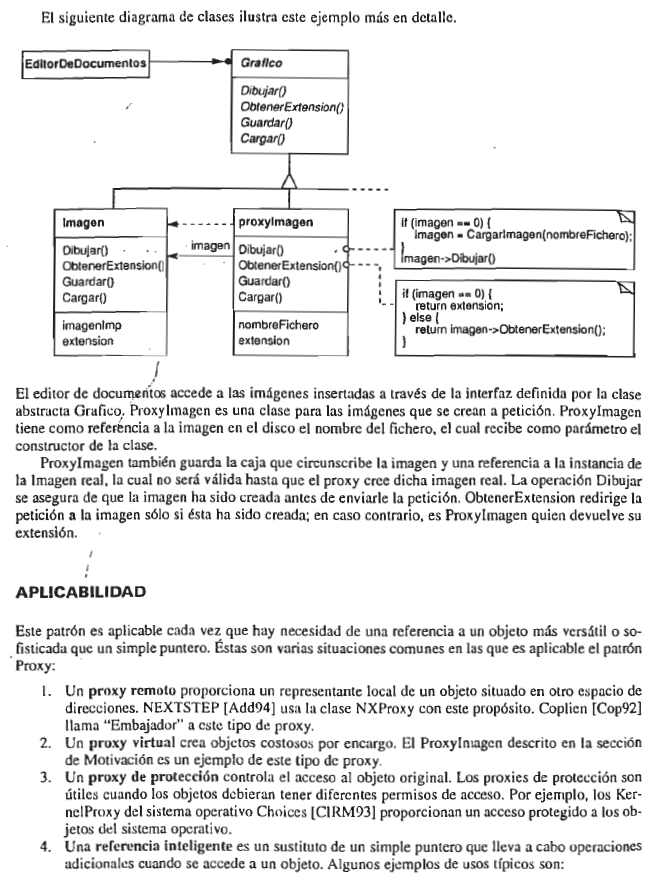 El siguiente diagrama de clases ilustra este ejemplo más en detalle.
EditorDeDocumentos
Grafico
Dibujar()
ObtenerExtension()
Guardar()
Cargar()
Imagen
Dibujar()
ObtenerExtension()
Guardar()
Cargar()
imagenImp
extension
imagen
proxyImagen
Dibujar()
ObtenerExtension()
Guardar()
Cargar()
nombreFichero
extension
if (imagen == 0) {
imagen = CargarImagen(nombreFichero);
}
imagen->Dibujar()
if (imagen == 0) {
return extension;
} else {
return imagen->ObtenerExtension();
}
El editor de documentos accede a las imágenes insertadas a través de la interfaz definida por la clase
abstracta Grafico. ProxyImagen es una clase para las imágenes que se crean a petición. ProxyImagen
tiene como referencia a la imagen en el disco el nombre del fichero, el cual recibe como parámetro el
constructor de la clase.
ProxyImagen también guarda la caja que circunscribe la imagen y una referencia a la instancia de
la Imagen real, la cual no será válida hasta que el proxy cree dicha imagen real. La operación Dibujar
se asegura de que la imagen ha sido creada antes de enviarle la petición. ObtenerExtension redirige la
petición a la imagen sólo si ésta ha sido creada; en caso contrario, es ProxyImagen quien devuelve su
extensión.
APLICABILIDAD
Este patrón es aplicable cada vez que hay necesidad de una referencia a un objeto más versátil o so-
fisticada que un simple puntero. Éstas son varias situaciones comunes en las que es aplicable el patrón
Proxy:
1. Un proxy remoto proporciona un representante local de un objeto situado en otro espacio de
direcciones. NEXTSTEP [Add94] usa la clase NXProxy con este propósito. Coplien [Cop92]
llama “Embajador” a este tipo de proxy.
2. Un proxy virtual crea objetos costosos por encargo. El ProxyImagen descrito en la sección
de Motivación es un ejemplo de este tipo de proxy.
3. Un proxy de protección controla el acceso al objeto original. Los proxies de protección son
útiles cuando los objetos debieran tener diferentes permisos de acceso. Por ejemplo, los Ker-
nelProxy del sistema operativo Choices [CIRM93] proporcionan un acceso protegido a los ob-
jetos del sistema operativo.
4. Una referencia inteligente es un sustituto de un simple puntero que lleva a cabo operaciones
adicionales cuando se accede a un objeto. Algunos ejemplos de usos típicos son: